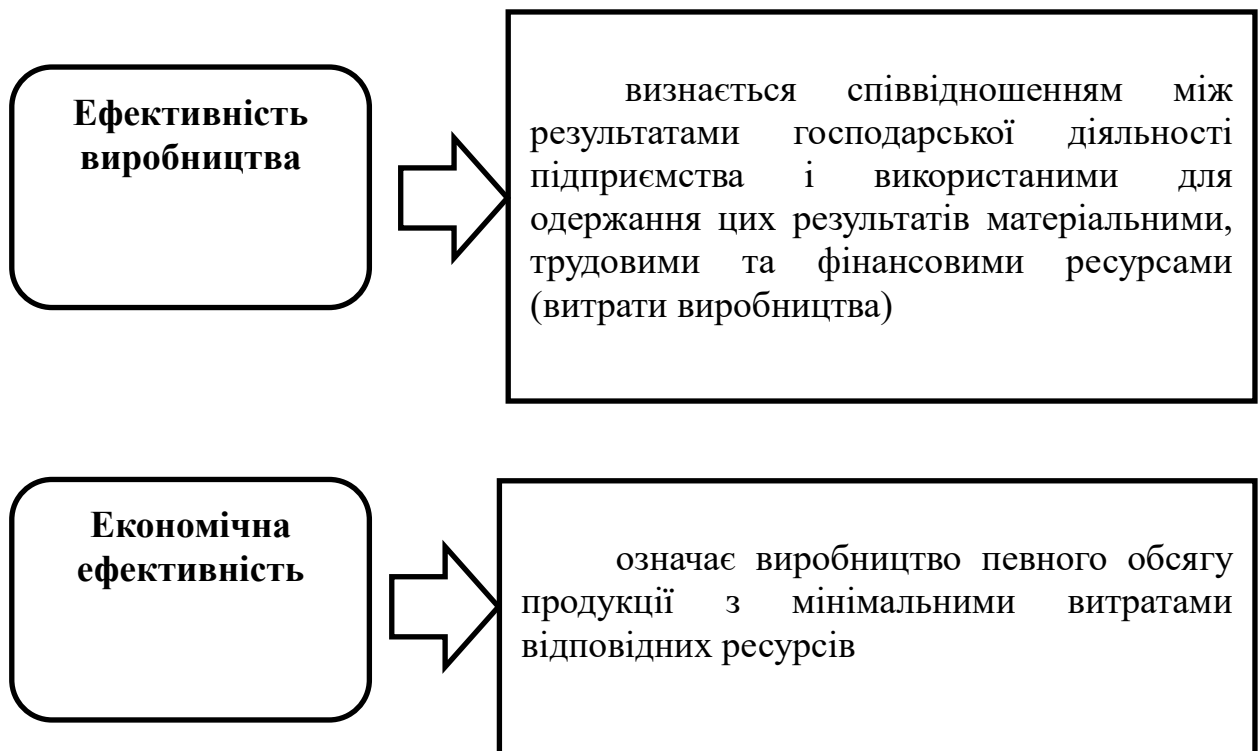 Ефективність
виробництва
визнається співвідношенням між
результатами господарської діяльності
підприємства і використаними для
одержання цих результатів матеріальними,
трудовими та фінансовими ресурсами
(витрати виробництва)
Економічна
ефективність
означає виробництво певного обсягу
продукції з мінімальними витратами
відповідних ресурсів